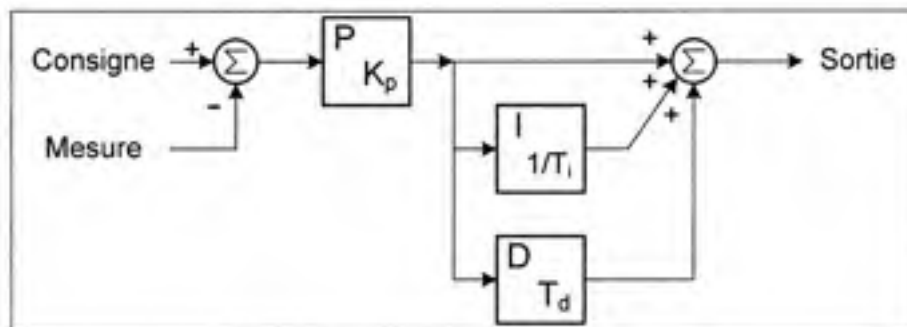 P
Consigne + Σ Kp + Σ Sortie
-
+
+
Mesure
I
1/Ti
D
Td